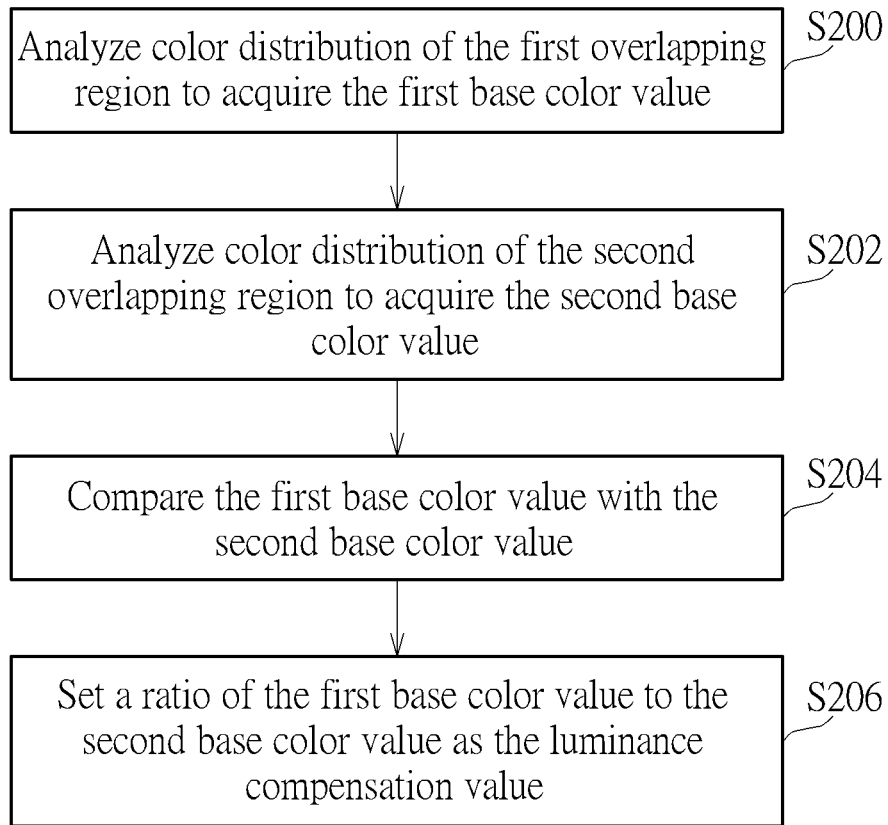 S200
Analyze color distribution of the first overlapping
region to acquire the first base color value
S202
Analyze color distribution of the second
overlapping region to acquire the second base
color value
S204
Compare the first base color value with the
second base color value
S206
Set a ratio of the first base color value to the
second base color value as the luminance
compensation value